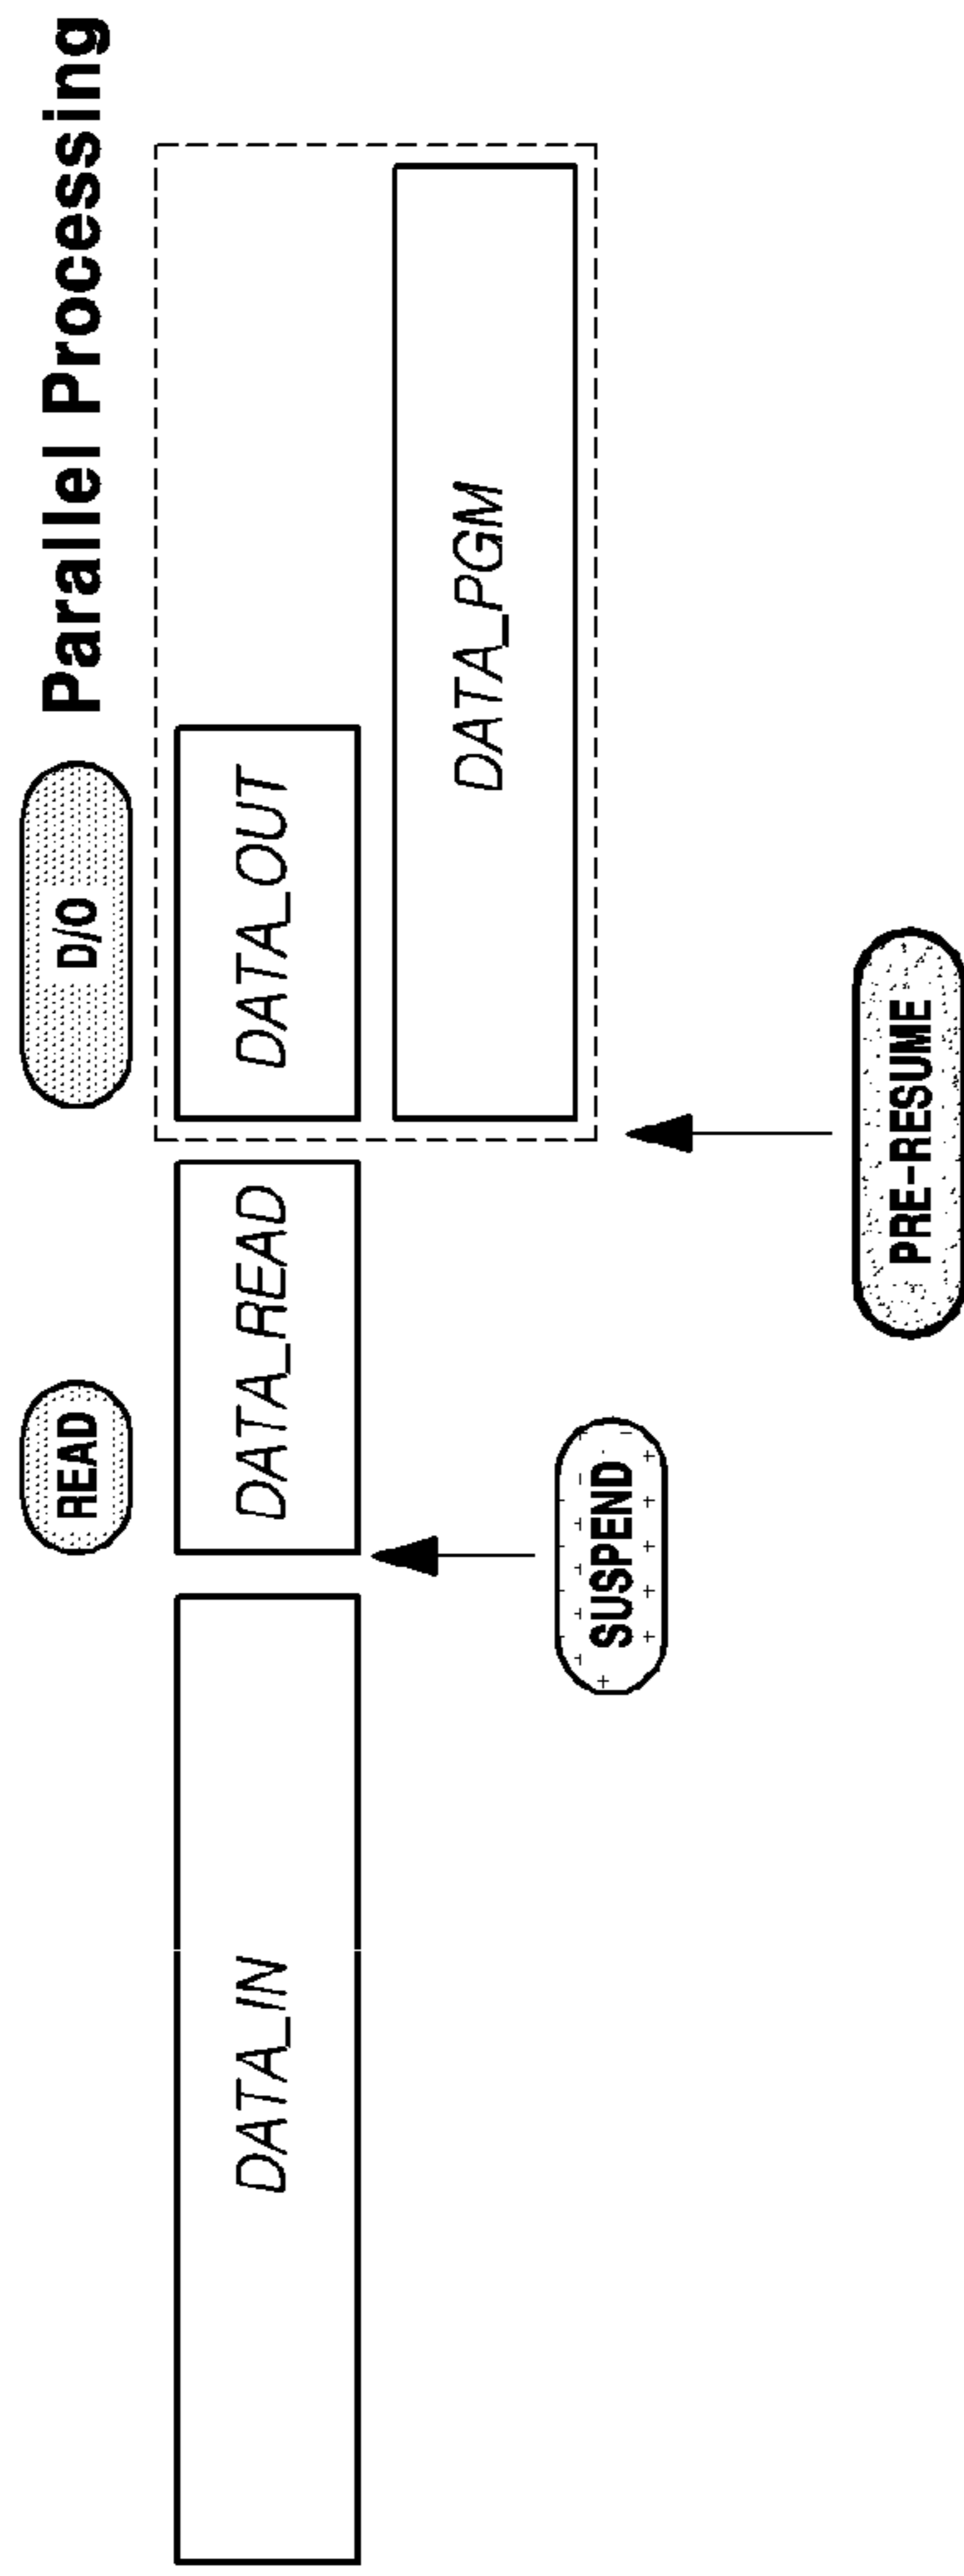 READ
D/O
Parallel Processing
DATA_IN
DATA_READ
DATA_OUT
DATA_PGM
SUSPEND
PRE-RESUME